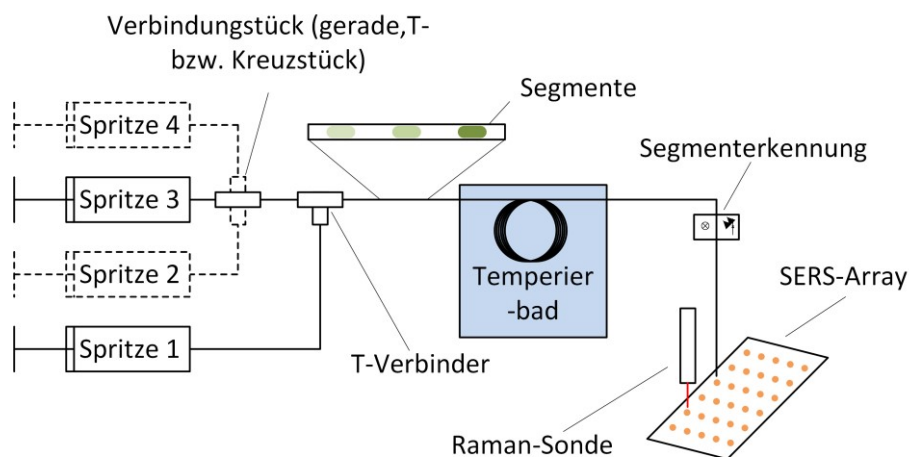 Verbindungstück (gerade,T-
bzw. Kreuzstück)
Segmente
Spritze 4
Segmenterkennung
Spritze 3
Spritze 2
Temperier
-bad
SERS-Array
Spritze 1
T-Verbinder
Raman-Sonde